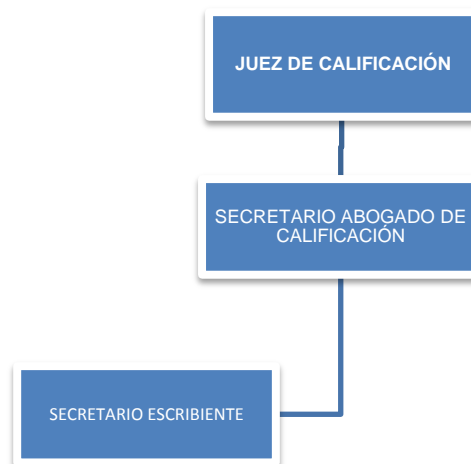 JUEZ DE CALIFICACIÓN
SECRETARIO ABOGADO DE
CALIFICACIÓN
SECRETARIO ESCRIBIENTE